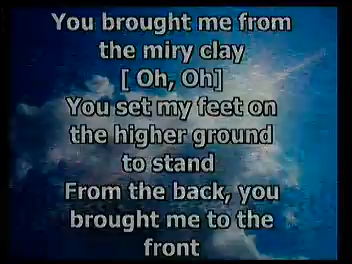 You brought me from
the miry clay
[ Oh, Oh]
You set my feet on
the higher ground
to stand
From the back, you
brought me to the
front